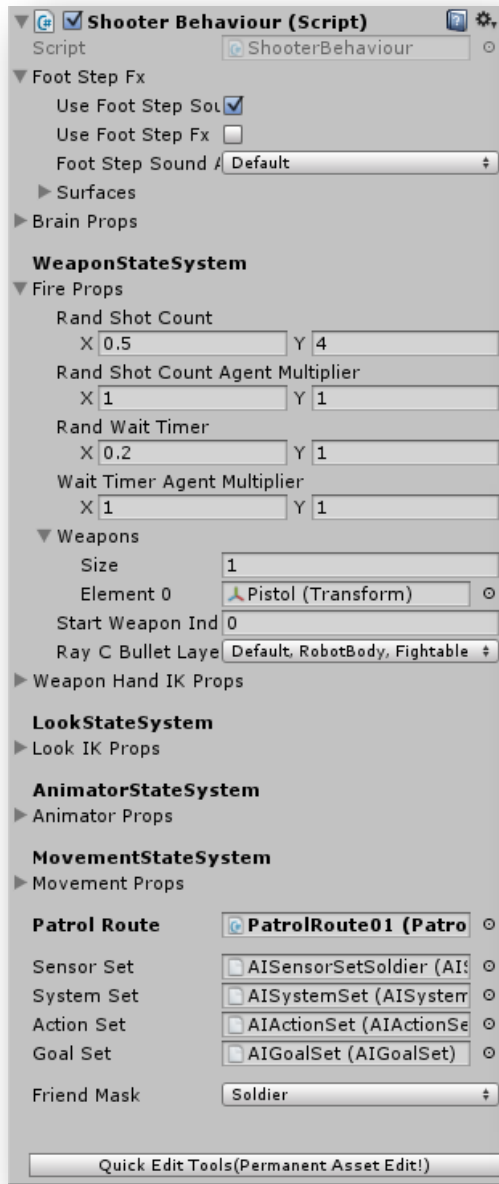 Shooter Behaviour (Script)
Script ShooterBehaviour
Foot Step Fx
Use Foot Step Sou
Use Foot Step Fx
Foot Step Sound A Default
Surfaces
Brain Props
WeaponStateSystem
Fire Props
Rand Shot Count
X 0.5 Y 4
Rand Shot Count Agent Multiplier
X 1 Y 1
Rand Wait Timer
X 0.2 Y 1
Wait Timer Agent Multiplier
X 1 Y 1
Weapons
Size 1
Element 0 Pistol (Transform)
Start Weapon Ind 0
Ray C Bullet Laye Default, RobotBody, Fightable
Weapon Hand IK Props
LookStateSystem
Look IK Props
AnimatorStateSystem
Animator Props
MovementStateSystem
Movement Props
Patrol Route PatrolRoute01 (Patro
Sensor Set AISensorSetSoldier (AIS
System Set AISystemSet (AISystem
Action Set AIActionSet (AIActionSe
Goal Set AIGoalSet (AIGoalSet)
Friend Mask Soldier
Quick Edit Tools(Permanent Asset Edit!)